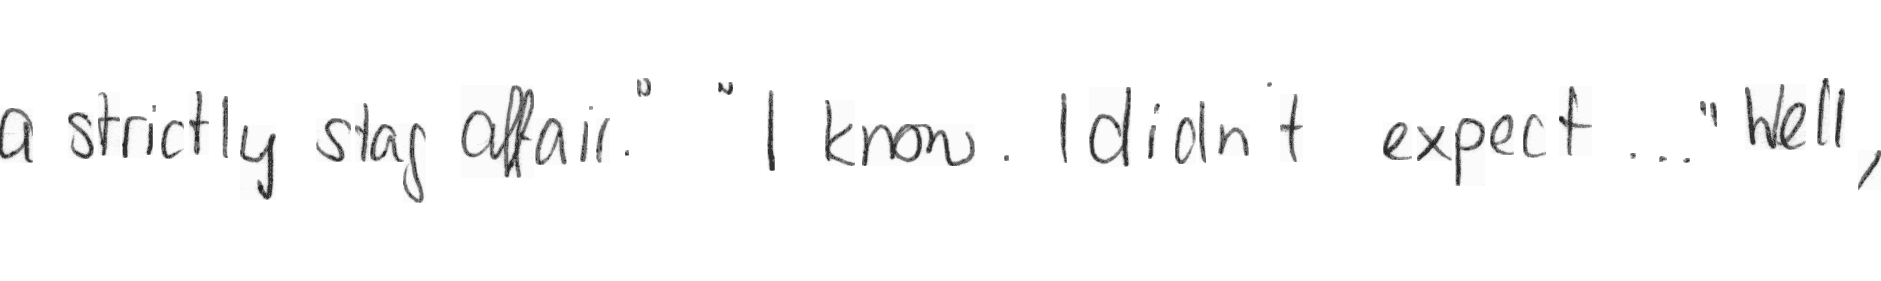 a strictly stag affair." "I know. I didn't expect ... " Well,